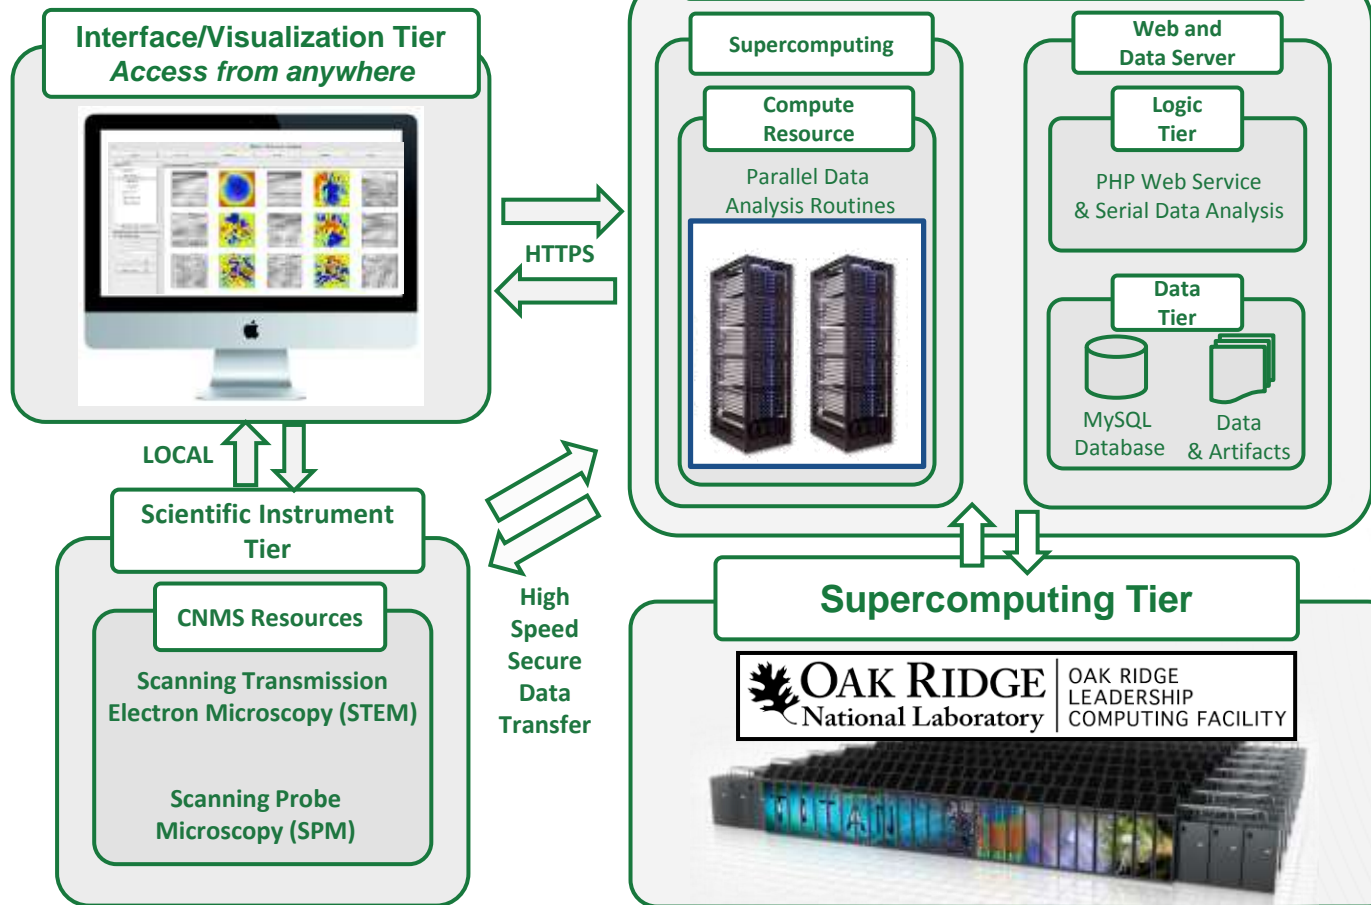 Interface/Visualization Tier
Access from anywhere
Supercomputing
Compute
Resource
Parallel Data
Analysis Routines
Web and
Data Server
Logic
Tier
PHP Web Service
& Serial Data Analysis
Data
Tier
MySQL
Database
Data
& Artifacts
HTTPS
LOCAL
Scientific Instrument
Tier
CNMS Resources
Scanning Transmission
Electron Microscopy (STEM)
Scanning Probe
Microscopy (SPM)
High
Speed
Secure
Data
Transfer
Supercomputing Tier
OAK RIDGE
National Laboratory
OAK RIDGE
LEADERSHIP
COMPUTING FACILITY
TITAN